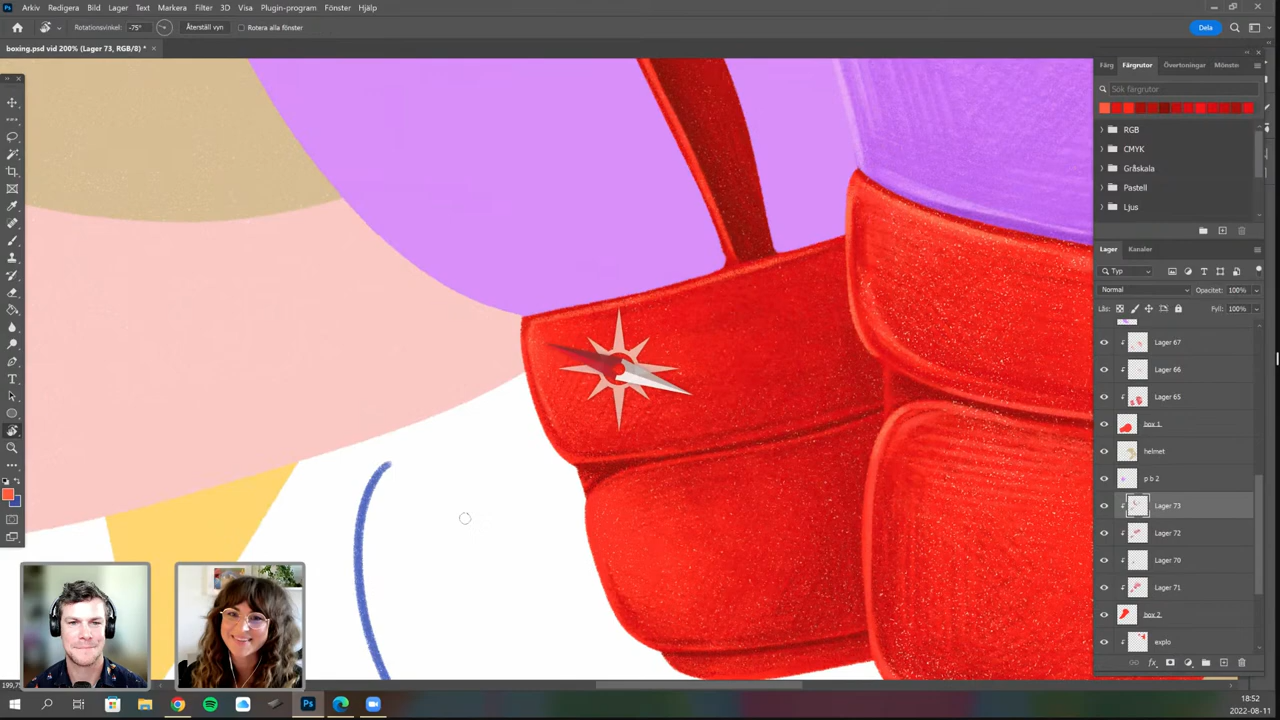 Arkiv Redigera Bild Lager Text Markera Filter 3D Visa Plugin-program Fönster Hjälp
Rotationsvinkel: -75° Återställ vyn Rotera alla fönster
Dela
boxing.psd vid 200% (Lager 73, RGB/8) *
Färg Färgrutor Övertoningar Mönste
Sök färgrutor
RGB
CMYK
Gråskala
Pastell
Ljus
Lager Kanaler
Typ
Normal Opacitet: 100%
Lås: Fyll: 100%
Lager 67
Lager 66
Lager 65
box 1
helmet
p b 2
Lager 73
Lager 72
Lager 70
Lager 71
box 2
explo
18:52
2022-08-11